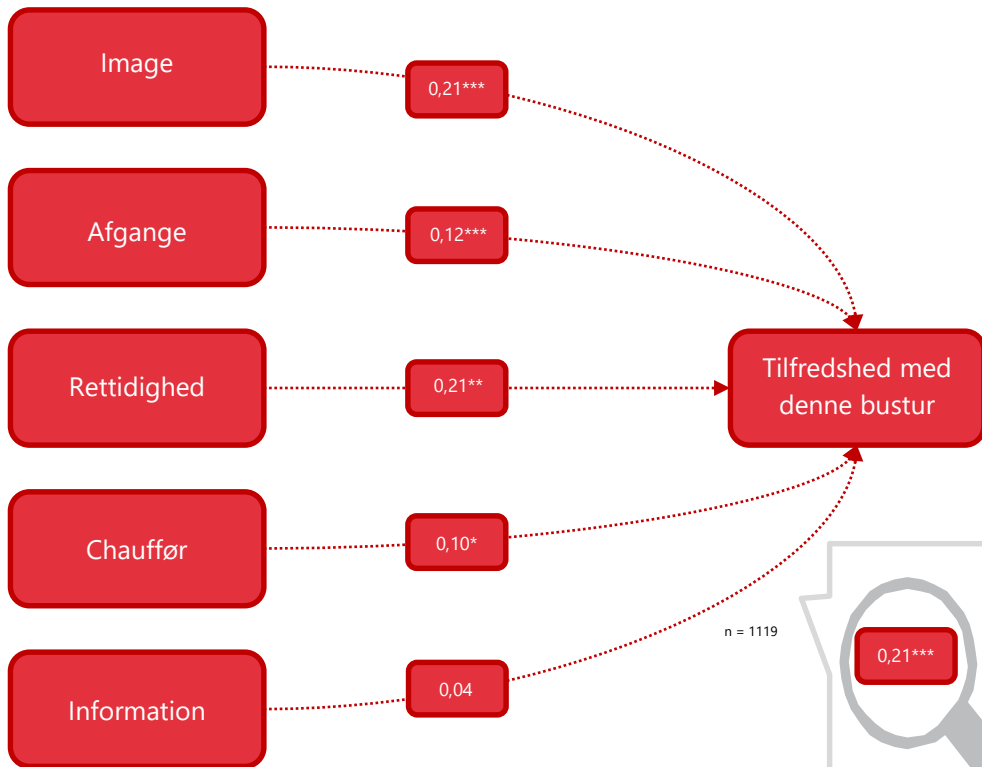 Image
0,21***
Afgange
0,12***
Rettidighed
0,21**
Tilfredshed med
denne bustur
Chauffør
0,10*
Information
0,04
n = 1119
0,21***